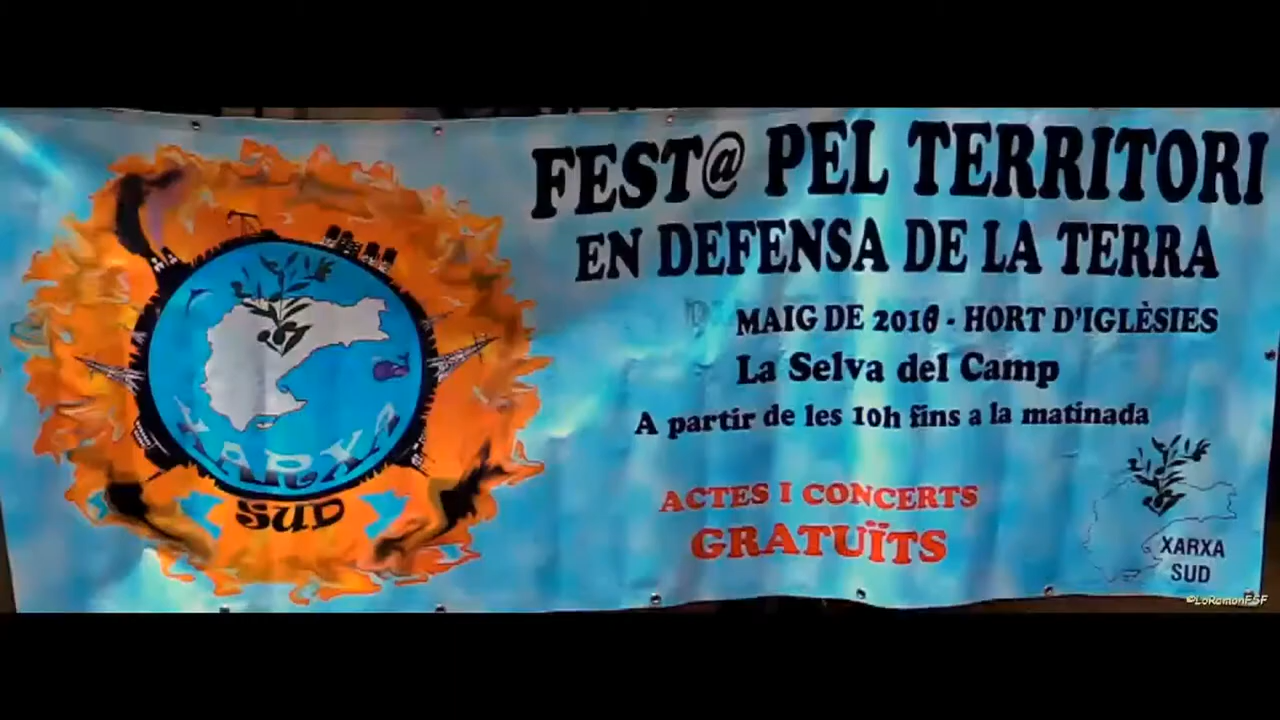 FEST@ PEL TERRITORI
EN DEFENSA DE LA TERRA
MAIG DE 2018 - HORT D'IGLÈSIES
La Selva del Camp
A partir de les 10h fins a la matinada
ACTES I CONCERTS
GRATUÏTS
XARXA
SUD
XARXA
SUD
©LoRamonFSF